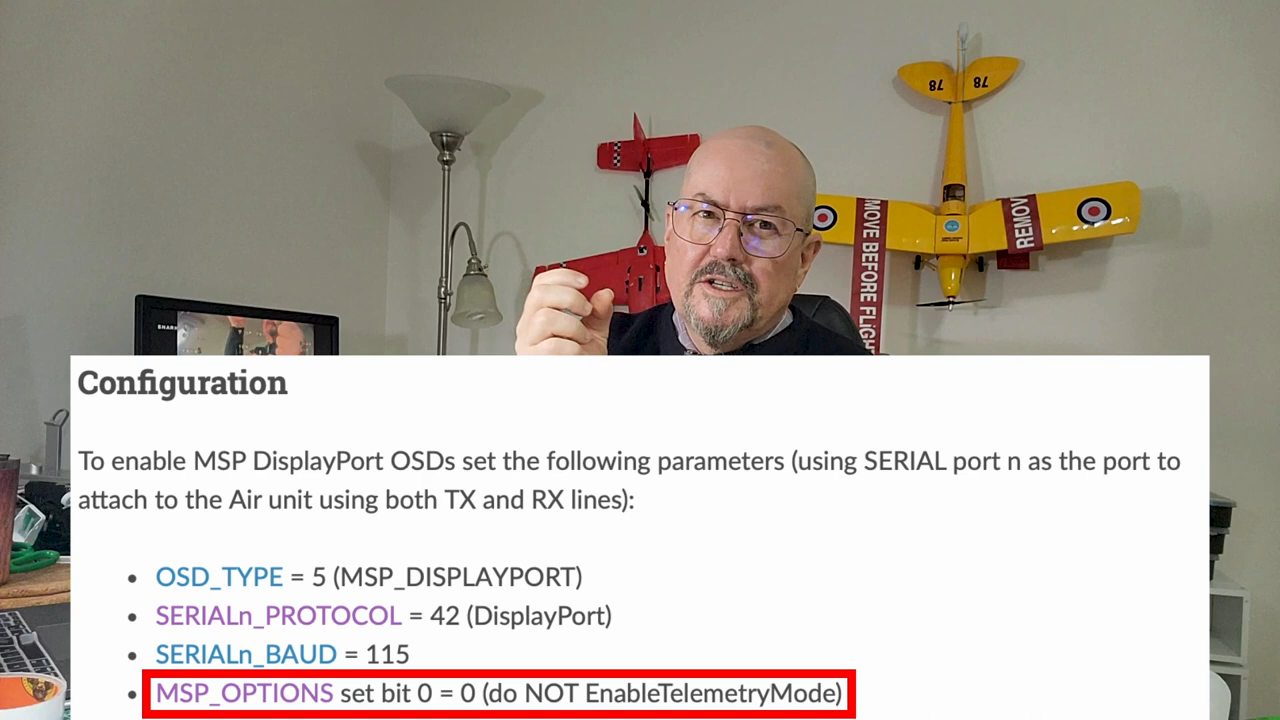 78
78
MOVE BEFORE FLIGH
REMOV
SHARK
Configuration
To enable MSP DisplayPort OSDs set the following parameters (using SERIAL port n as the port to
attach to the Air unit using both TX and RX lines):
• OSD_TYPE = 5 (MSP_DISPLAYPORT)
• SERIALn_PROTOCOL = 42 (DisplayPort)
• SERIALn_BAUD = 115
• MSP_OPTIONS set bit 0 = 0 (do NOT EnableTelemetryMode)